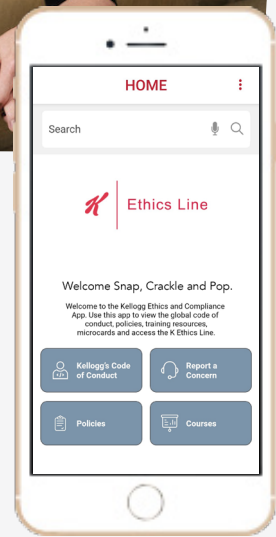 HOME
Search
K Ethics Line
Welcome Snap, Crackle and Pop.
Welcome to the Kellogg Ethics and Compliance
App. Use this app to view the global code of
conduct, policies, training resources,
microcards and access the K Ethics Line.
Kellogg's Code
of Conduct
Report a
Concern
Policies
Courses